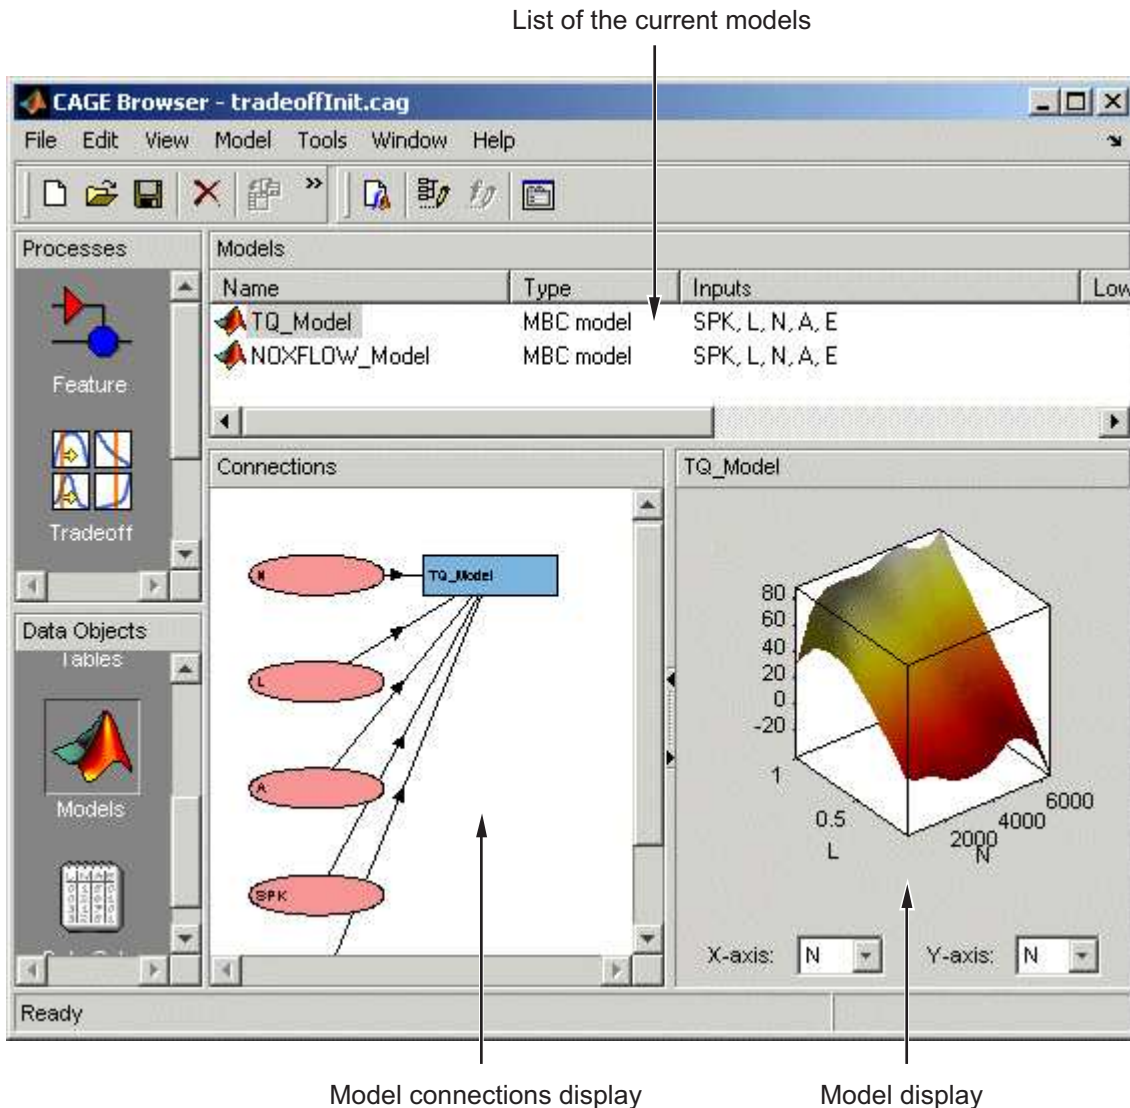 List of the current models
CAGE Browser - tradeoffInit.cag
File Edit View Model Tools Window Help
Processes
Models
Name Type Inputs Low
TQ_Model MBC model SPK, L, N, A, E
NOXFLOW_Model MBC model SPK, L, N, A, E
Feature
Tradeoff
Connections
TQ_Model
N
TQ_Model
L
A
SPK
80
60
40
20
0
-20
1
0.5
L
2000
4000
6000
N
Data Objects
Tables
Models
X-axis: N Y-axis: N
Ready
Model connections display
Model display